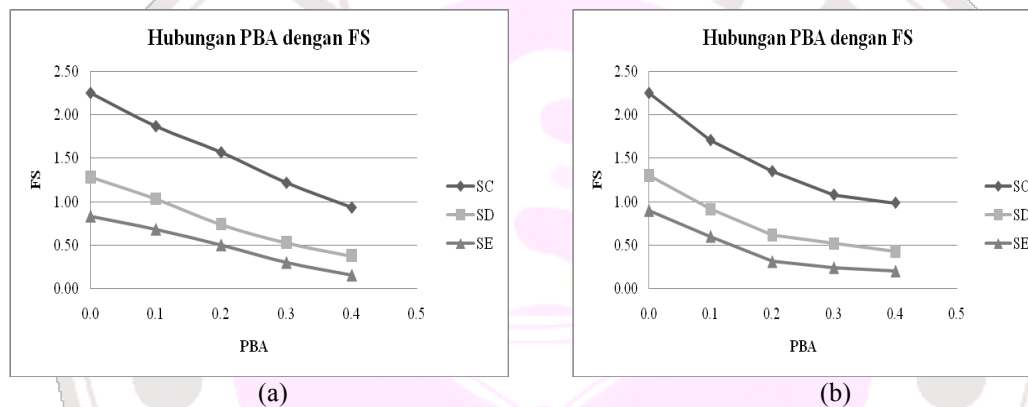 Hubungan PBA dengan FS
2.50
2.00
1.50
1.00
0.50
0.00
FS
SC
SD
SE
0.0 0.1 0.2 0.3 0.4 0.5
PBA
(a)
Hubungan PBA dengan FS
2.50
2.00
1.50
1.00
0.50
0.00
FS
SC
SD
SE
0.0 0.1 0.2 0.3 0.4 0.5
PBA
(b)